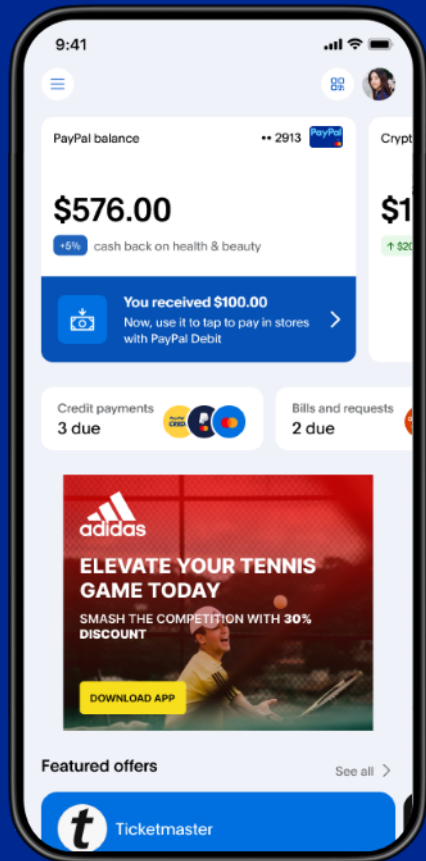 9:41
PayPal balance
•• 2913
PayPal
Crypt
$576.00
$1
+5% cash back on health & beauty
↑ $20
You received $100.00
Now, use it to tap to pay in stores
with PayPal Debit
Credit payments
3 due
Bills and requests
2 due
adidas
ELEVATE YOUR TENNIS
GAME TODAY
SMASH THE COMPETITION WITH 30%
DISCOUNT
DOWNLOAD APP
Featured offers
See all
t
Ticketmaster